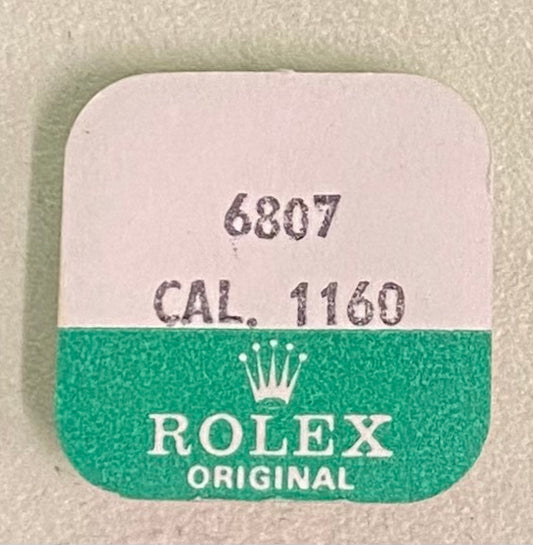 6807
CAL. 1160
ROLEX
ORIGINAL